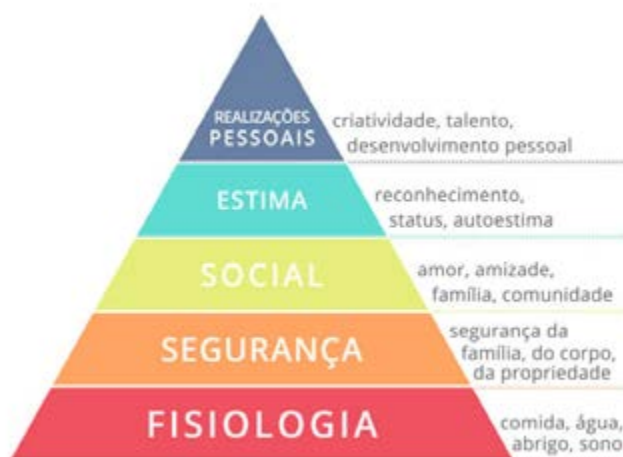 REALIZAÇÕES
PESSOAIS
criatividade, talento,
desenvolvimento pessoal
ESTIMA
reconhecimento,
status, autoestima
SOCIAL
amor, amizade,
família, comunidade
SEGURANÇA
segurança da
família, do corpo,
da propriedade
FISIOLOGIA
comida, água,
abrigo, sono